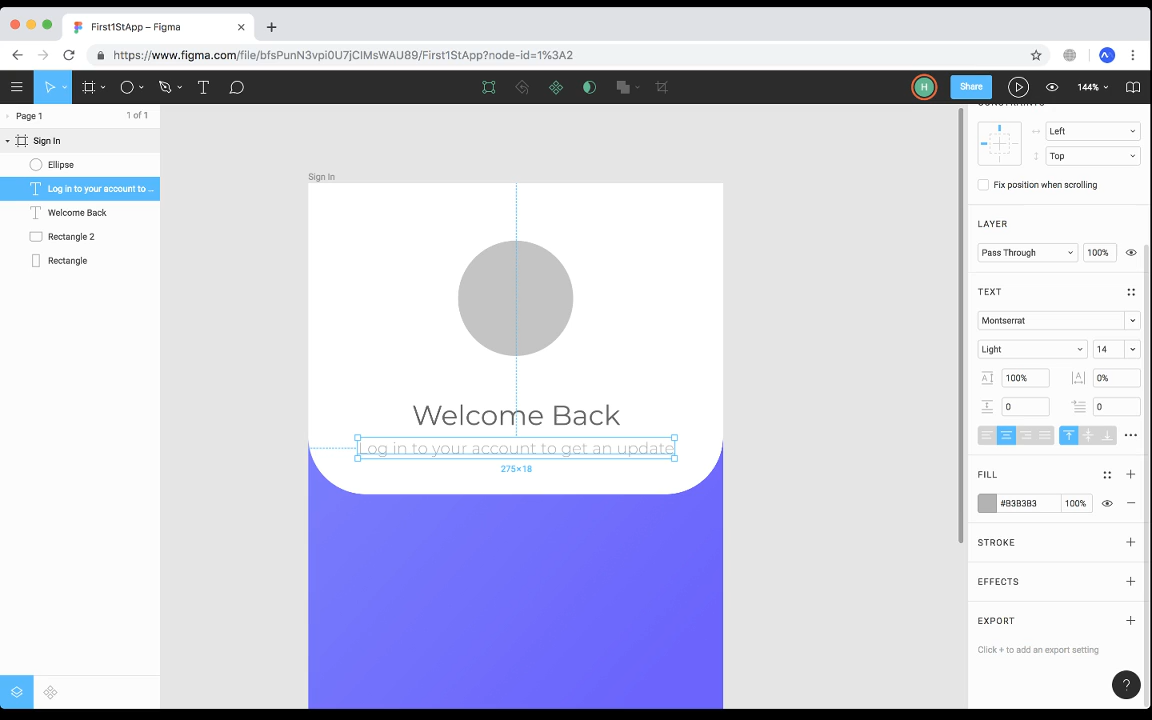 First1StApp – Figma
https://www.figma.com/file/bfsPunN3vpi0U7jCIMsWAU89/First1StApp?node-id=1%3A2
H
Share
144%
Page 1
1 of 1
Sign In
Ellipse
Log in to your account to ...
Welcome Back
Rectangle 2
Rectangle
Sign In
Welcome Back
Log in to your account to get an update
275×18
CONSTRAINTS
Left
Top
Fix position when scrolling
LAYER
Pass Through
100%
TEXT
Montserrat
Light
14
100%
0%
0
0
FILL
#B3B3B3
100%
STROKE
EFFECTS
EXPORT
Click + to add an export setting
?